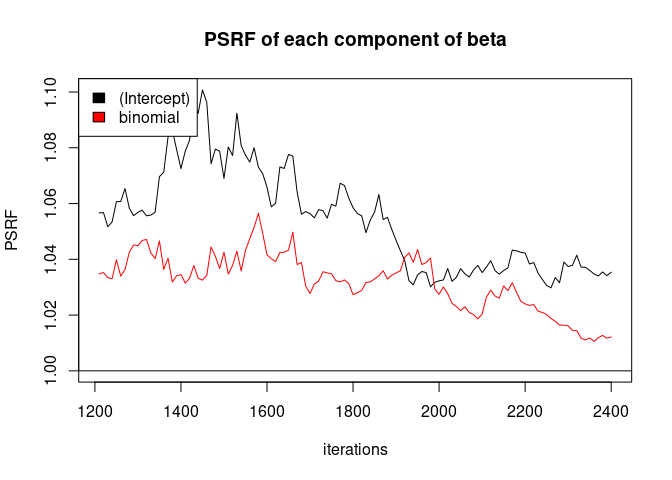 PSRF of each component of beta
(Intercept)
binomial
PSRF
1.10
1.08
1.06
1.04
1.02
1.00
1200 1400 1600 1800 2000 2200 2400
iterations